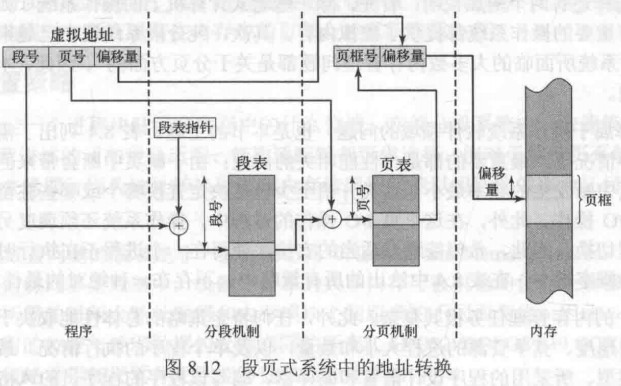 虚拟地址
段号 页号 偏移量
页框号 偏移量
段表指针
段表
页表
段号
页号
偏移
量
页框
程序
分段机制
分页机制
内存
图 8.12 段页式系统中的地址转换